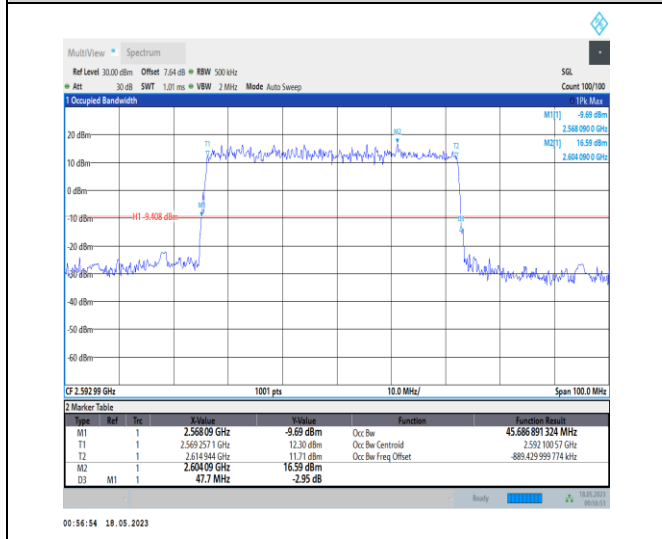 MultiView Spectrum
Ref Level 30.00 dBm Offset 7.64 dB RBW 500 kHz SGL
Att 30 dB SWT 1.01 ms VBW 2 MHz Mode Auto Sweep Count 100/100
1 Occupied Bandwidth 1Pk Max
M1[1] -9.69 dBm
2.568 090 0 GHz
M2[1] 16.59 dBm
2.604 090 0 GHz
20 dBm
M2
T1
T2
10 dBm
0 dBm
M1
-10 dBm
H1 -9.408 dBm
D3
-20 dBm
-30 dBm
-40 dBm
-50 dBm
-60 dBm
CF 2.592 99 GHz 1001 pts 10.0 MHz/ Span 100.0 MHz
2 Marker Table
Type Ref Trc X-Value Y-Value Function Function Result
M1 1 2.568 09 GHz -9.69 dBm Occ Bw 45.686 891 324 MHz
T1 1 2.569 257 1 GHz 12.30 dBm Occ Bw Centroid 2.592 100 57 GHz
T2 1 2.614 944 GHz 11.71 dBm Occ Bw Freq Offset -889.429 999 774 kHz
M2 1 2.604 09 GHz 16.59 dBm
D3 M1 1 47.7 MHz -2.95 dB
Ready 18.05.2023
00:56:53
00:56:54 18.05.2023